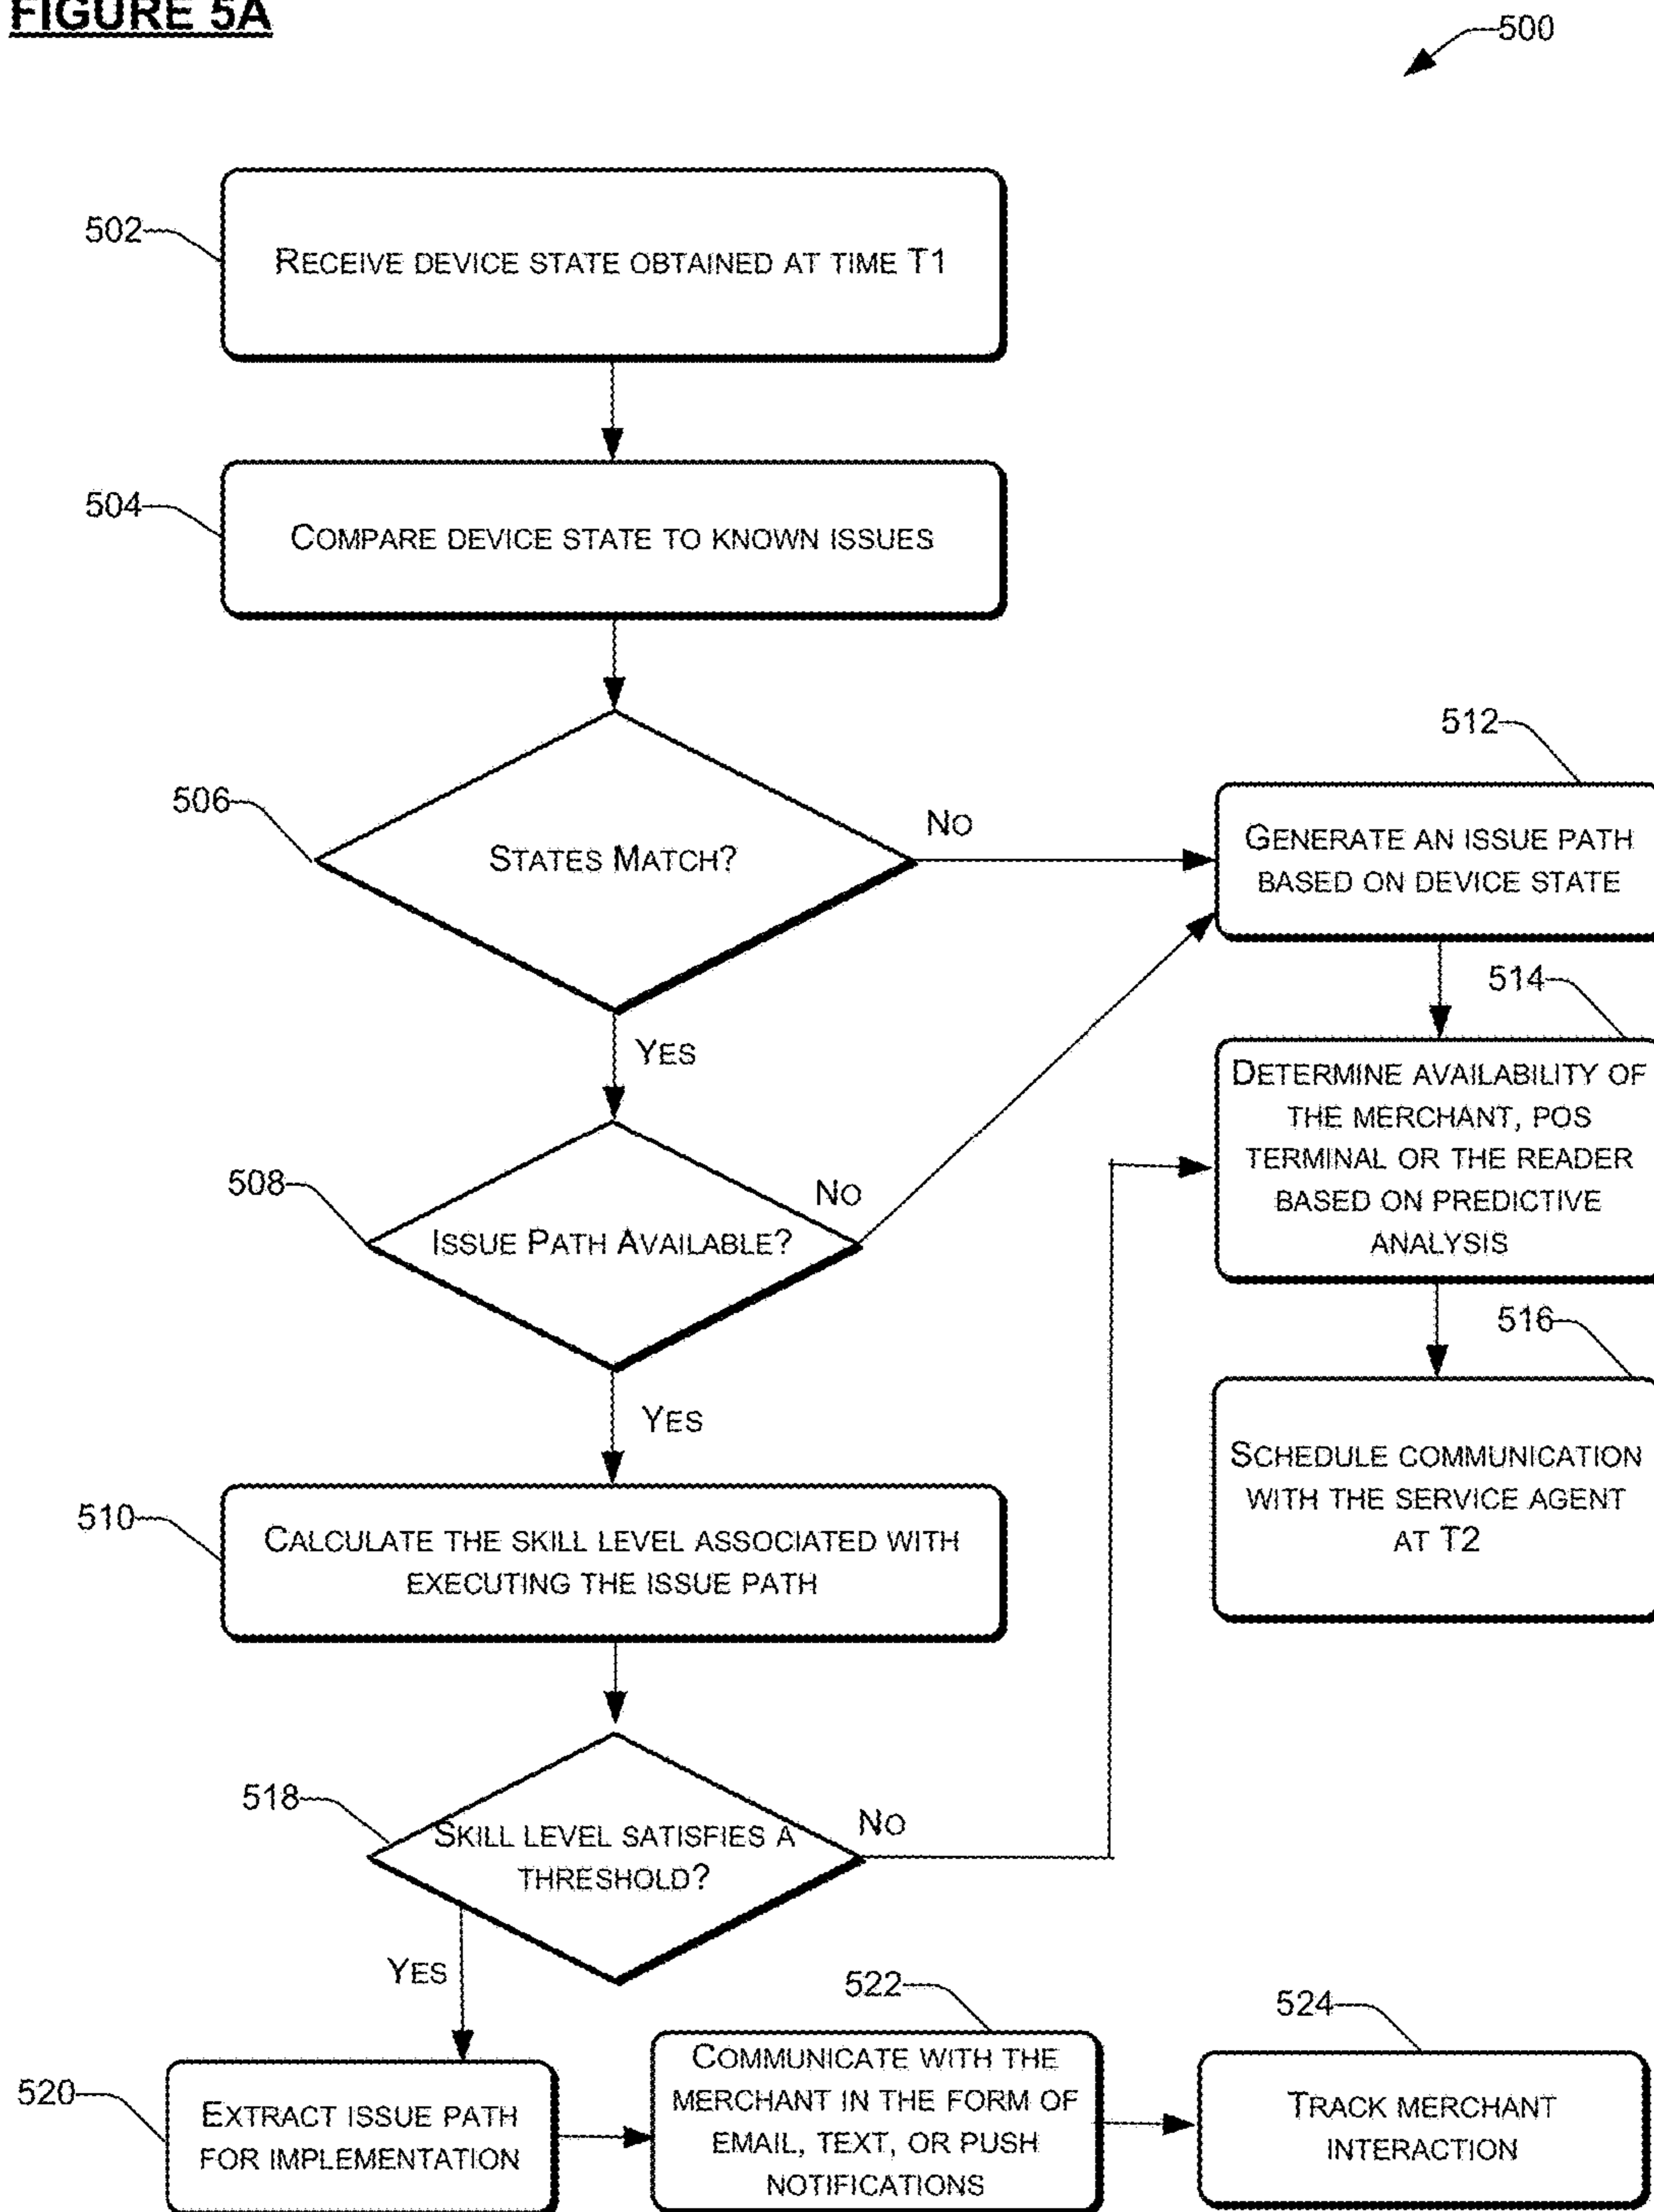 FIGURE 5A
500
502
RECEIVE DEVICE STATE OBTAINED AT TIME T1
504
COMPARE DEVICE STATE TO KNOWN ISSUES
506
STATES MATCH?
NO
YES
512
GENERATE AN ISSUE PATH
BASED ON DEVICE STATE
514
DETERMINE AVAILABILITY OF
THE MERCHANT, POS
TERMINAL OR THE READER
BASED ON PREDICTIVE
ANALYSIS
508
ISSUE PATH AVAILABLE?
NO
YES
516
SCHEDULE COMMUNICATION
WITH THE SERVICE AGENT
AT T2
510
CALCULATE THE SKILL LEVEL ASSOCIATED WITH
EXECUTING THE ISSUE PATH
518
SKILL LEVEL SATISFIES A
THRESHOLD?
NO
YES
520
EXTRACT ISSUE PATH
FOR IMPLEMENTATION
522
COMMUNICATE WITH THE
MERCHANT IN THE FORM OF
EMAIL, TEXT, OR PUSH
NOTIFICATIONS
524
TRACK MERCHANT
INTERACTION